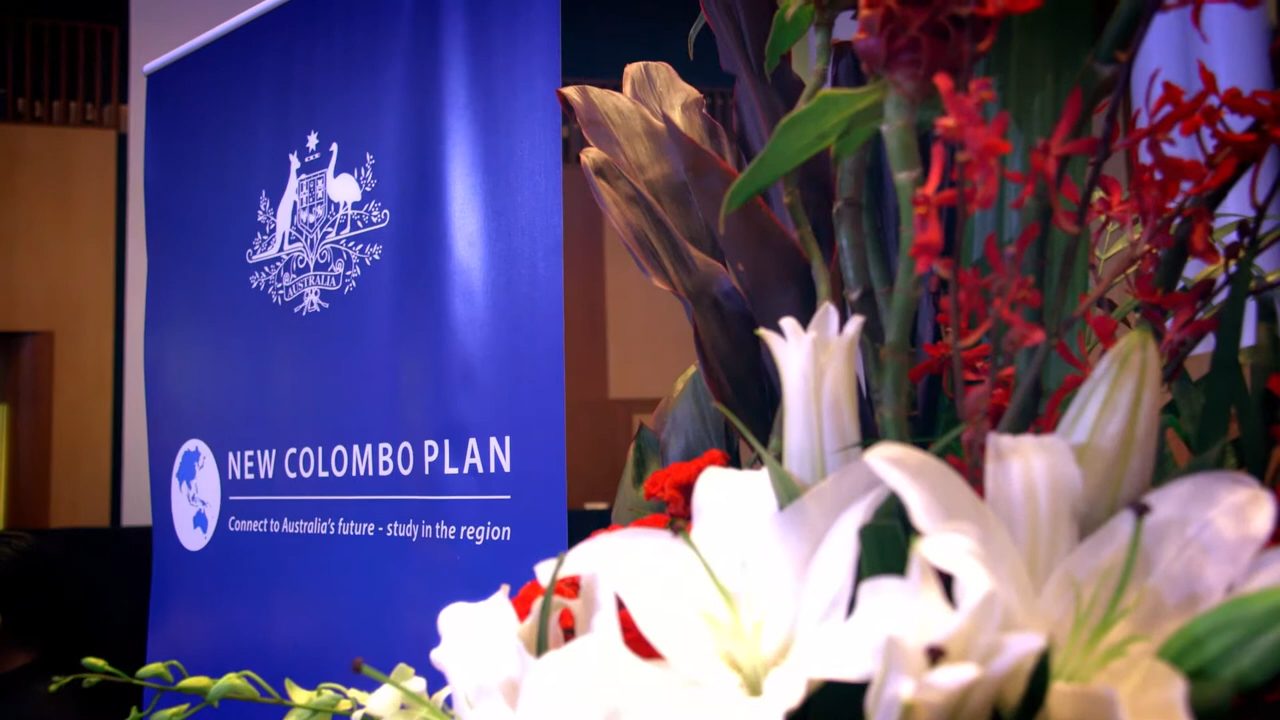 AUSTRALIA
NEW COLOMBO PLAN
Connect to Australia's future - study in the region